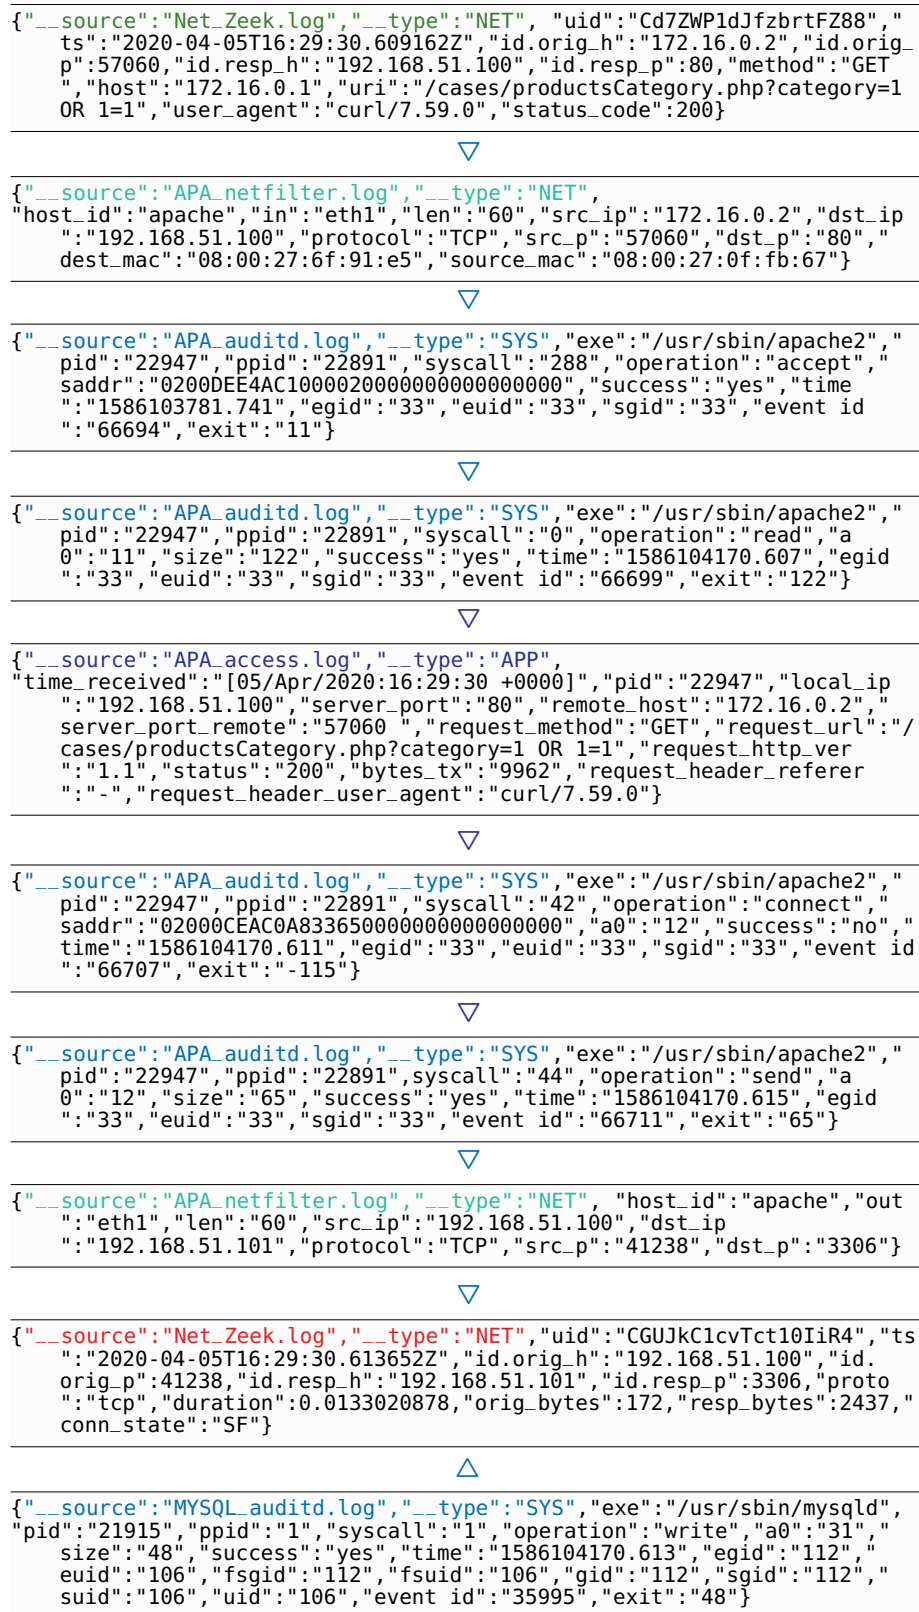 {"__source":"Net_Zeek.log","__type":"NET", "uid":"Cd7ZWP1dJfzbrtFZ88","
ts":"2020-04-05T16:29:30.609162Z","id.orig_h":"172.16.0.2","id.orig_
p":57060,"id.resp_h":"192.168.51.100","id.resp_p":80,"method":"GET
","host":"172.16.0.1","uri":"/cases/productsCategory.php?category=1
OR 1=1","user_agent":"curl/7.59.0","status_code":200}
{"__source":"APA_netfilter.log","__type":"NET",
"host_id":"apache","in":"eth1","len":"60","src_ip":"172.16.0.2","dst_ip
":"192.168.51.100","protocol":"TCP","src_p":"57060","dst_p":"80","
dest_mac":"08:00:27:6f:91:e5","source_mac":"08:00:27:0f:fb:67"}
{"__source":"APA_auditd.log","__type":"SYS","exe":"/usr/sbin/apache2","
pid":"22947","ppid":"22891","syscall":"288","operation":"accept","
saddr":"0200DEE4AC1000020000000000000000","success":"yes","time
":"1586103781.741","egid":"33","euid":"33","sgid":"33","event id
":"66694","exit":"11"}
{"__source":"APA_auditd.log","__type":"SYS","exe":"/usr/sbin/apache2","
pid":"22947","ppid":"22891","syscall":"0","operation":"read","a
0":"11","size":"122","success":"yes","time":"1586104170.607","egid
":"33","euid":"33","sgid":"33","event id":"66699","exit":"122"}
{"__source":"APA_access.log","__type":"APP",
"time_received":"[05/Apr/2020:16:29:30 +0000]","pid":"22947","local_ip
":"192.168.51.100","server_port":"80","remote_host":"172.16.0.2","
server_port_remote":"57060 ","request_method":"GET","request_url":"/
cases/productsCategory.php?category=1 OR 1=1","request_http_ver
":"1.1","status":"200","bytes_tx":"9962","request_header_referer
":"-","request_header_user_agent":"curl/7.59.0"}
{"__source":"APA_auditd.log","__type":"SYS","exe":"/usr/sbin/apache2","
pid":"22947","ppid":"22891","syscall":"42","operation":"connect","
saddr":"02000CEAC0A833650000000000000000","a0":"12","success":"no","
time":"1586104170.611","egid":"33","euid":"33","sgid":"33","event id
":"66707","exit":"-115"}
{"__source":"APA_auditd.log","__type":"SYS","exe":"/usr/sbin/apache2","
pid":"22947","ppid":"22891",syscall":"44","operation":"send","a
0":"12","size":"65","success":"yes","time":"1586104170.615","egid
":"33","euid":"33","sgid":"33","event id":"66711","exit":"65"}
{"__source":"APA_netfilter.log","__type":"NET", "host_id":"apache","out
":"eth1","len":"60","src_ip":"192.168.51.100","dst_ip
":"192.168.51.101","protocol":"TCP","src_p":"41238","dst_p":"3306"}
{"__source":"Net_Zeek.log","__type":"NET","uid":"CGUJkC1cvTct10IiR4","ts
":"2020-04-05T16:29:30.613652Z","id.orig_h":"192.168.51.100","id.
orig_p":41238,"id.resp_h":"192.168.51.101","id.resp_p":3306,"proto
":"tcp","duration":0.0133020878,"orig_bytes":172,"resp_bytes":2437,"
conn_state":"SF"}
{"__source":"MYSQL_auditd.log","__type":"SYS","exe":"/usr/sbin/mysqld",
"pid":"21915","ppid":"1","syscall":"1","operation":"write","a0":"31","
size":"48","success":"yes","time":"1586104170.613","egid":"112","
euid":"106","fsgid":"112","fsuid":"106","gid":"112","sgid":"112","
suid":"106","uid":"106","event id":"35995","exit":"48"}